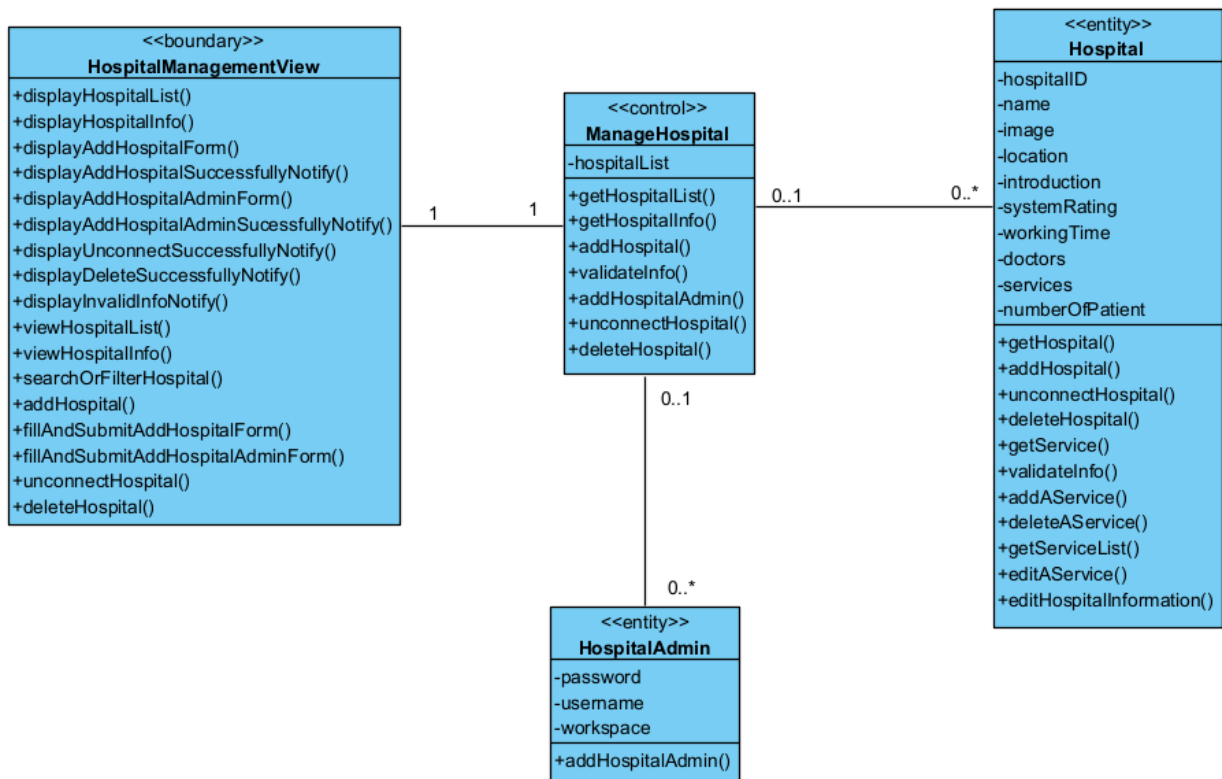 <<boundary>>
HospitalManagementView
+displayHospitalList()
+displayHospitalInfo()
+displayAddHospitalForm()
+displayAddHospitalSuccessfullyNotify()
+displayAddHospitalAdminForm()
+displayAddHospitalAdminSucessfullyNotify()
+displayUnconnectSuccessfullyNotify()
+displayDeleteSuccessfullyNotify()
+displayInvalidInfoNotify()
+viewHospitalList()
+viewHospitalInfo()
+searchOrFilterHospital()
+addHospital()
+fillAndSubmitAddHospitalForm()
+fillAndSubmitAddHospitalAdminForm()
+unconnectHospital()
+deleteHospital()
1
1
<<control>>
ManageHospital
-hospitalList
+getHospitalList()
+getHospitalInfo()
+addHospital()
+validateInfo()
+addHospitalAdmin()
+unconnectHospital()
+deleteHospital()
0..1
0..*
<<entity>>
Hospital
-hospitalID
-name
-image
-location
-introduction
-systemRating
-workingTime
-doctors
-services
-numberOfPatient
+getHospital()
+addHospital()
+unconnectHospital()
+deleteHospital()
+getService()
+validateInfo()
+addAService()
+deleteAService()
+getServiceList()
+editAService()
+editHospitalInformation()
0..1
0..*
<<entity>>
HospitalAdmin
-password
-username
-workspace
+addHospitalAdmin()